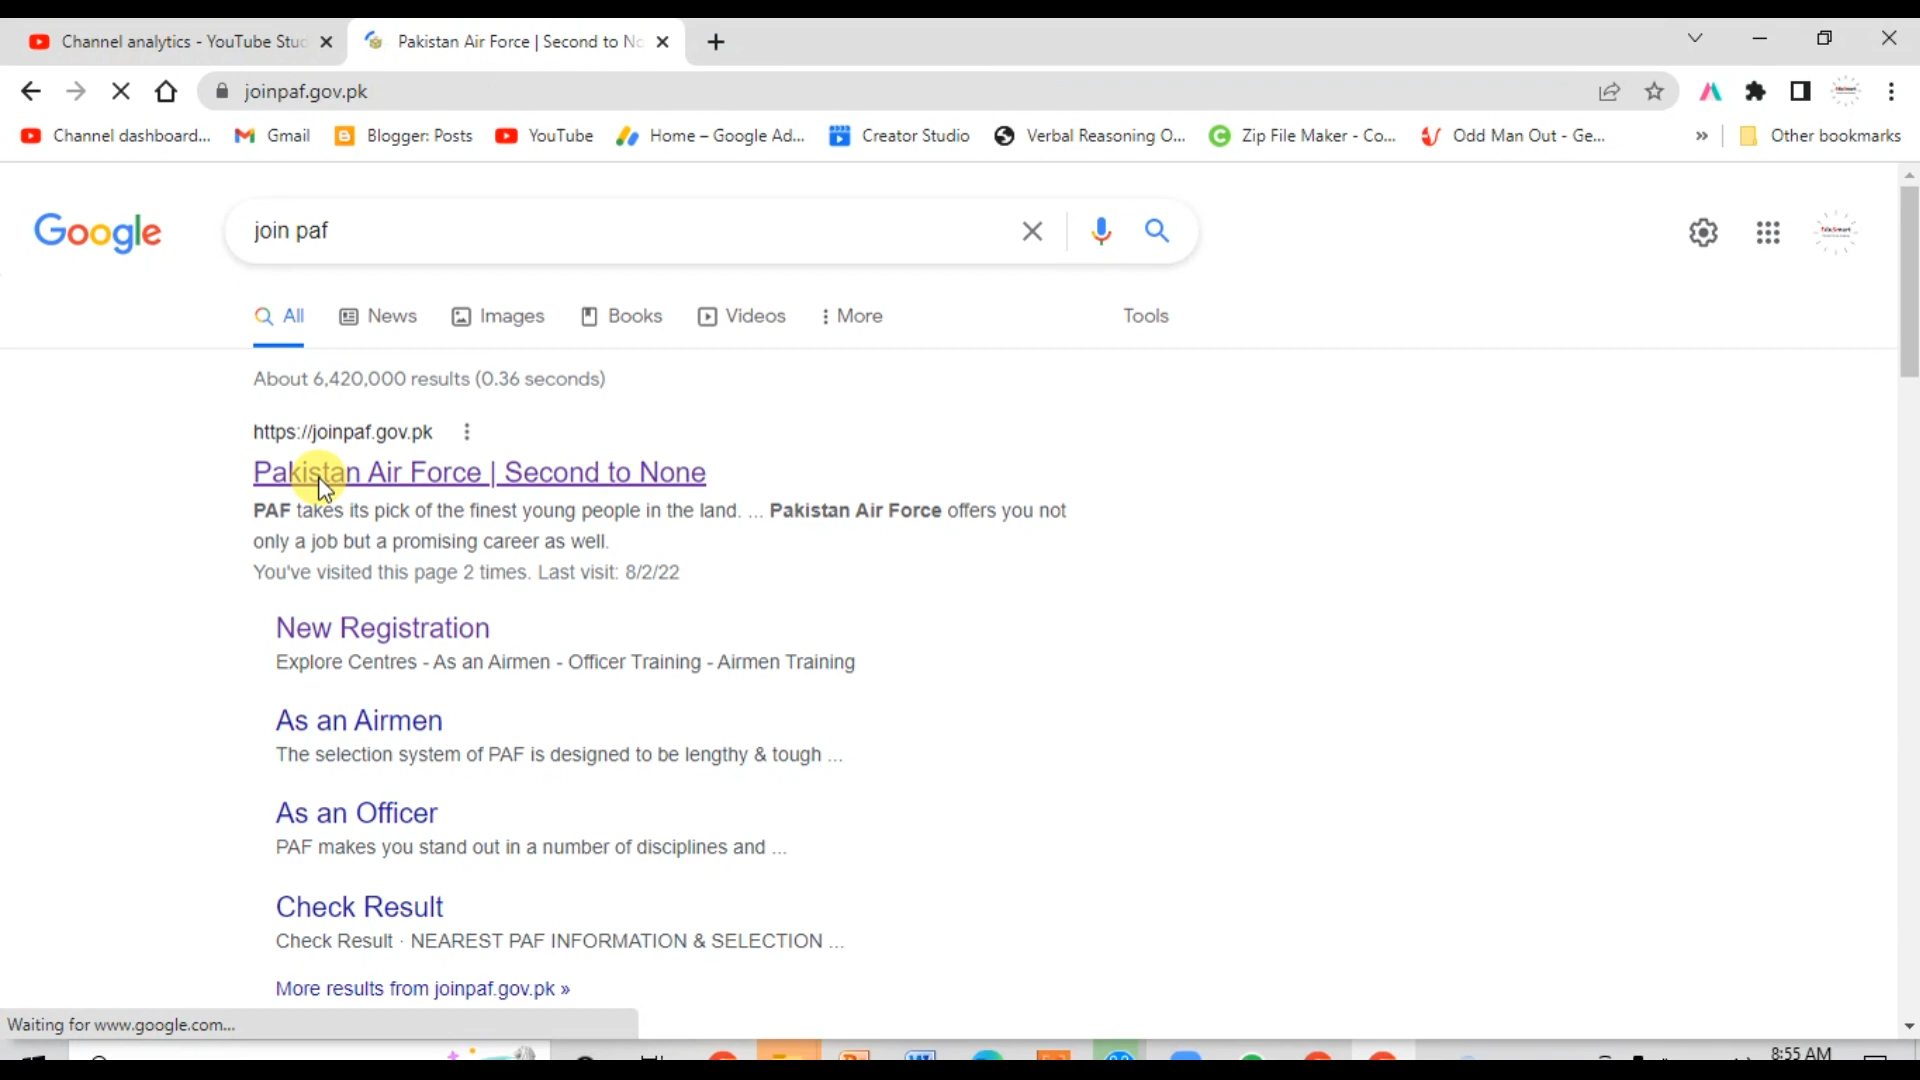 Channel analytics - YouTube Stud
Pakistan Air Force | Second to No
joinpaf.gov.pk
Channel dashboard...
Gmail
Blogger: Posts
YouTube
Home – Google Ad...
Creator Studio
Verbal Reasoning O...
Zip File Maker - Co...
Odd Man Out - Ge...
»
Other bookmarks
Google
join paf
All
News
Images
Books
Videos
More
Tools
About 6,420,000 results (0.36 seconds)
https://joinpaf.gov.pk
Pakistan Air Force | Second to None
PAF takes its pick of the finest young people in the land. ... Pakistan Air Force offers you not
only a job but a promising career as well.
You've visited this page 2 times. Last visit: 8/2/22
New Registration
Explore Centres - As an Airmen - Officer Training - Airmen Training
As an Airmen
The selection system of PAF is designed to be lengthy & tough ...
As an Officer
PAF makes you stand out in a number of disciplines and ...
Check Result
Check Result · NEAREST PAF INFORMATION & SELECTION ...
More results from joinpaf.gov.pk »
Waiting for www.google.com...
8:55 AM